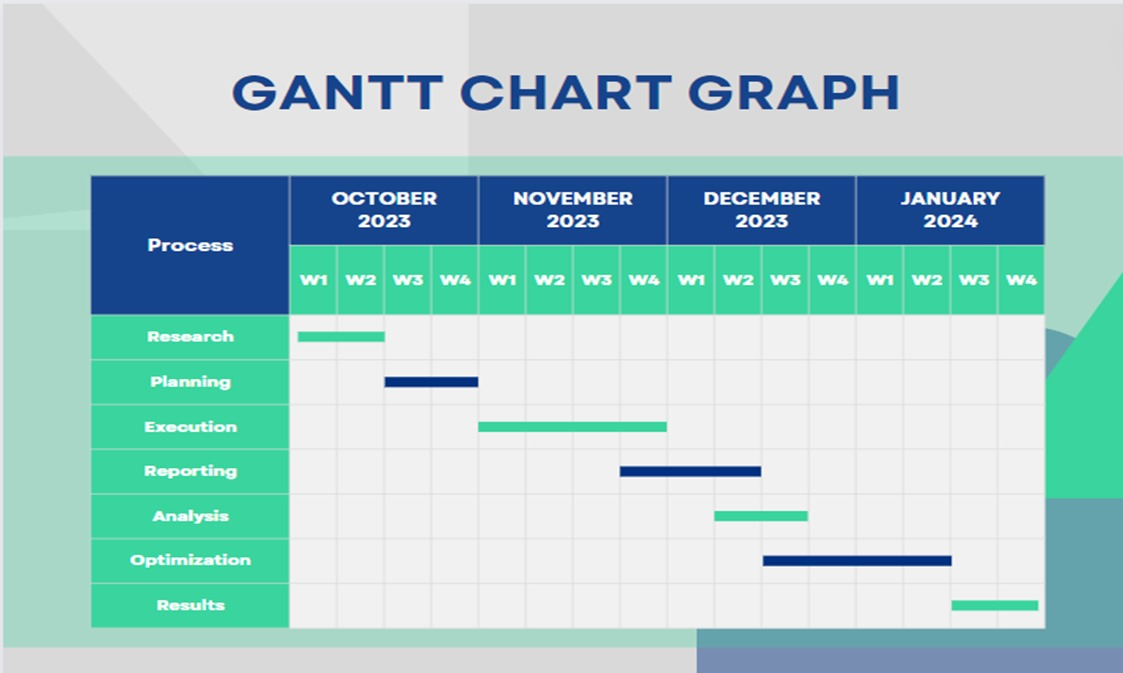 GANTT CHART GRAPH
Process
OCTOBER 2023
NOVEMBER 2023
DECEMBER 2023
JANUARY 2024
W1 W2 W3 W4 W1 W2 W3 W4 W1 W2 W3 W4 W1 W2 W3 W4
Research
Planning
Execution
Reporting
Analysis
Optimization
Results